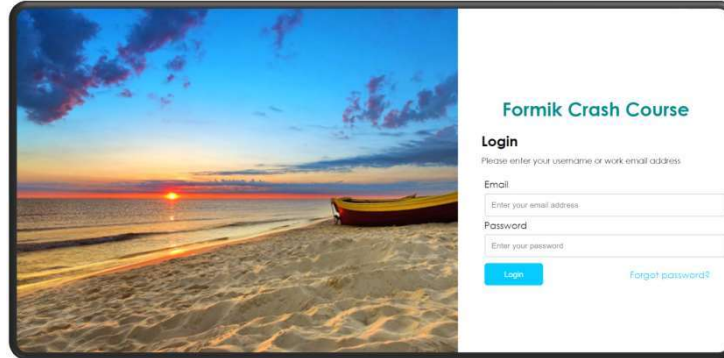 Formik Crash Course
Login
Please enter your username or work email address
Email
Enter your email address
Password
Enter your password
Login
Forgot password?